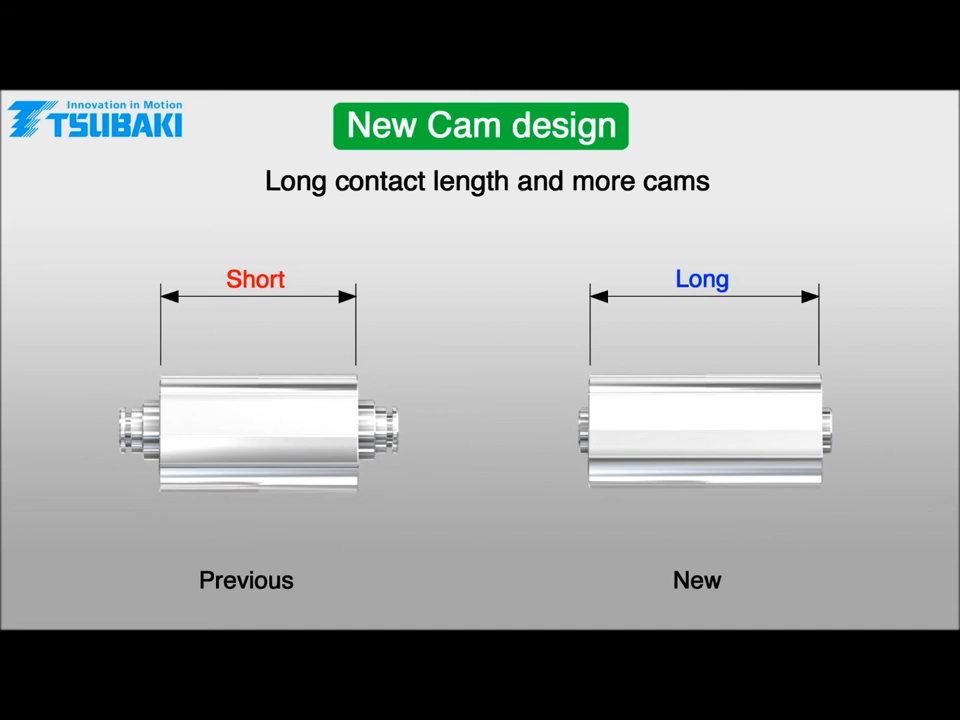 Innovation in Motion
TSUBAKI
New Cam design
Long contact length and more cams
Short
Long
Previous
New